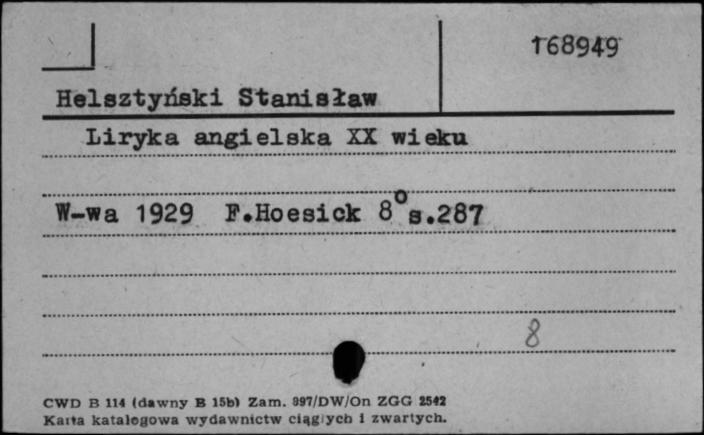 168949
Helsztyński Stanisław
Liryka angielska XX wieku
W-wa 1929 F.Hoesick 8° s.287
8
CWD B 114 (dawny B 15b) Zam. 997/DW/On ZGG 2542
Karta katalogowa wydawnictw ciągłych i zwartych.